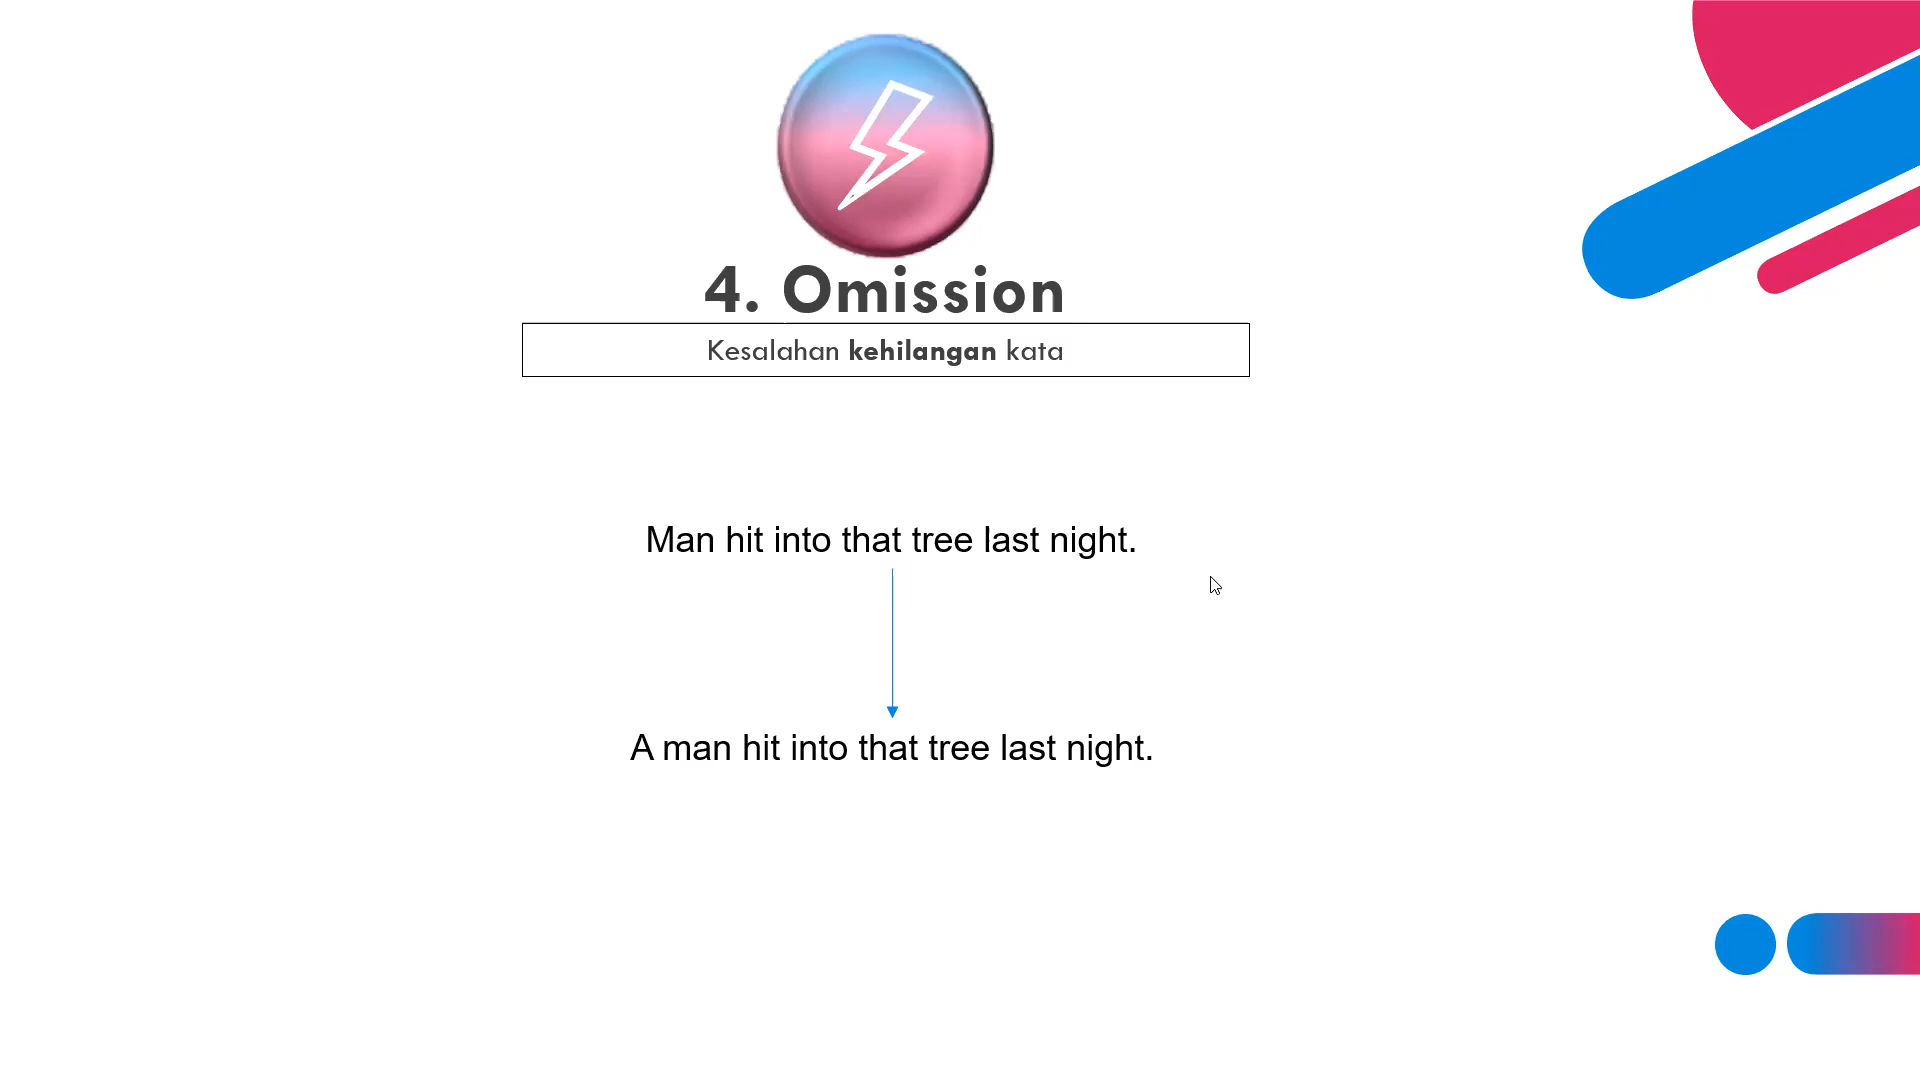 4. Omission
Kesalahan kehilangan kata
Man hit into that tree last night.
A man hit into that tree last night.